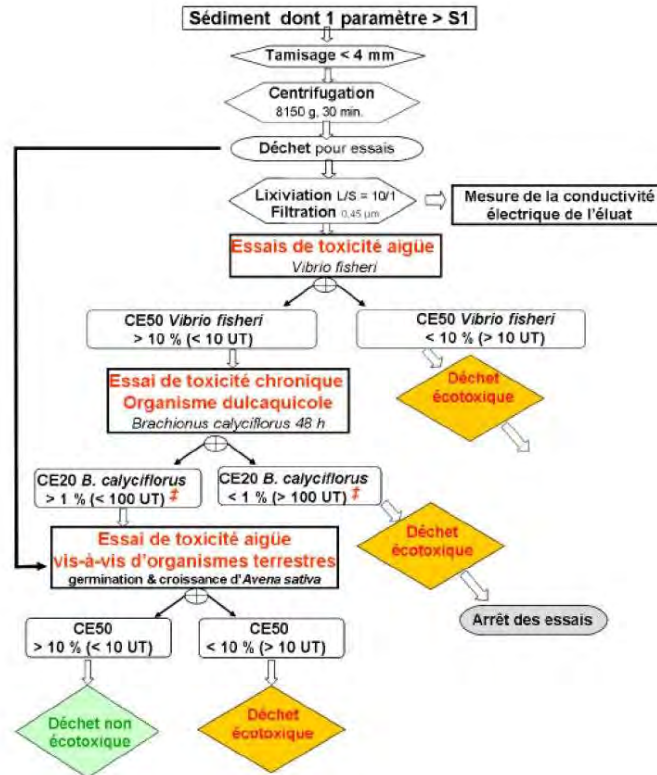 Sédiment dont 1 paramètre > S1
Tamisage < 4 mm
Centrifugation
8150 g, 30 min.
Déchet pour essais
Lixiviation L/S = 10/1
Filtration 0,45 µm
Mesure de la conductivité
électrique de l'éluat
Essais de toxicité aigüe
Vibrio fisheri
CE50 Vibrio fisheri
> 10 % (< 10 UT)
CE50 Vibrio fisheri
< 10 % (> 10 UT)
Déchet
écotoxique
Essai de toxicité chronique
Organisme dulcaquicole
Brachionus calyciflorus 48 h
CE20 B. calyciflorus
> 1 % (< 100 UT) ‡
CE20 B. calyciflorus
< 1 % (> 100 UT) ‡
Déchet
écotoxique
Arrêt des essais
Essai de toxicité aigüe
vis-à-vis d'organismes terrestres
germination & croissance d'Avena sativa
CE50
> 10 % (< 10 UT)
CE50
< 10 % (> 10 UT)
Déchet non
écotoxique
Déchet
écotoxique